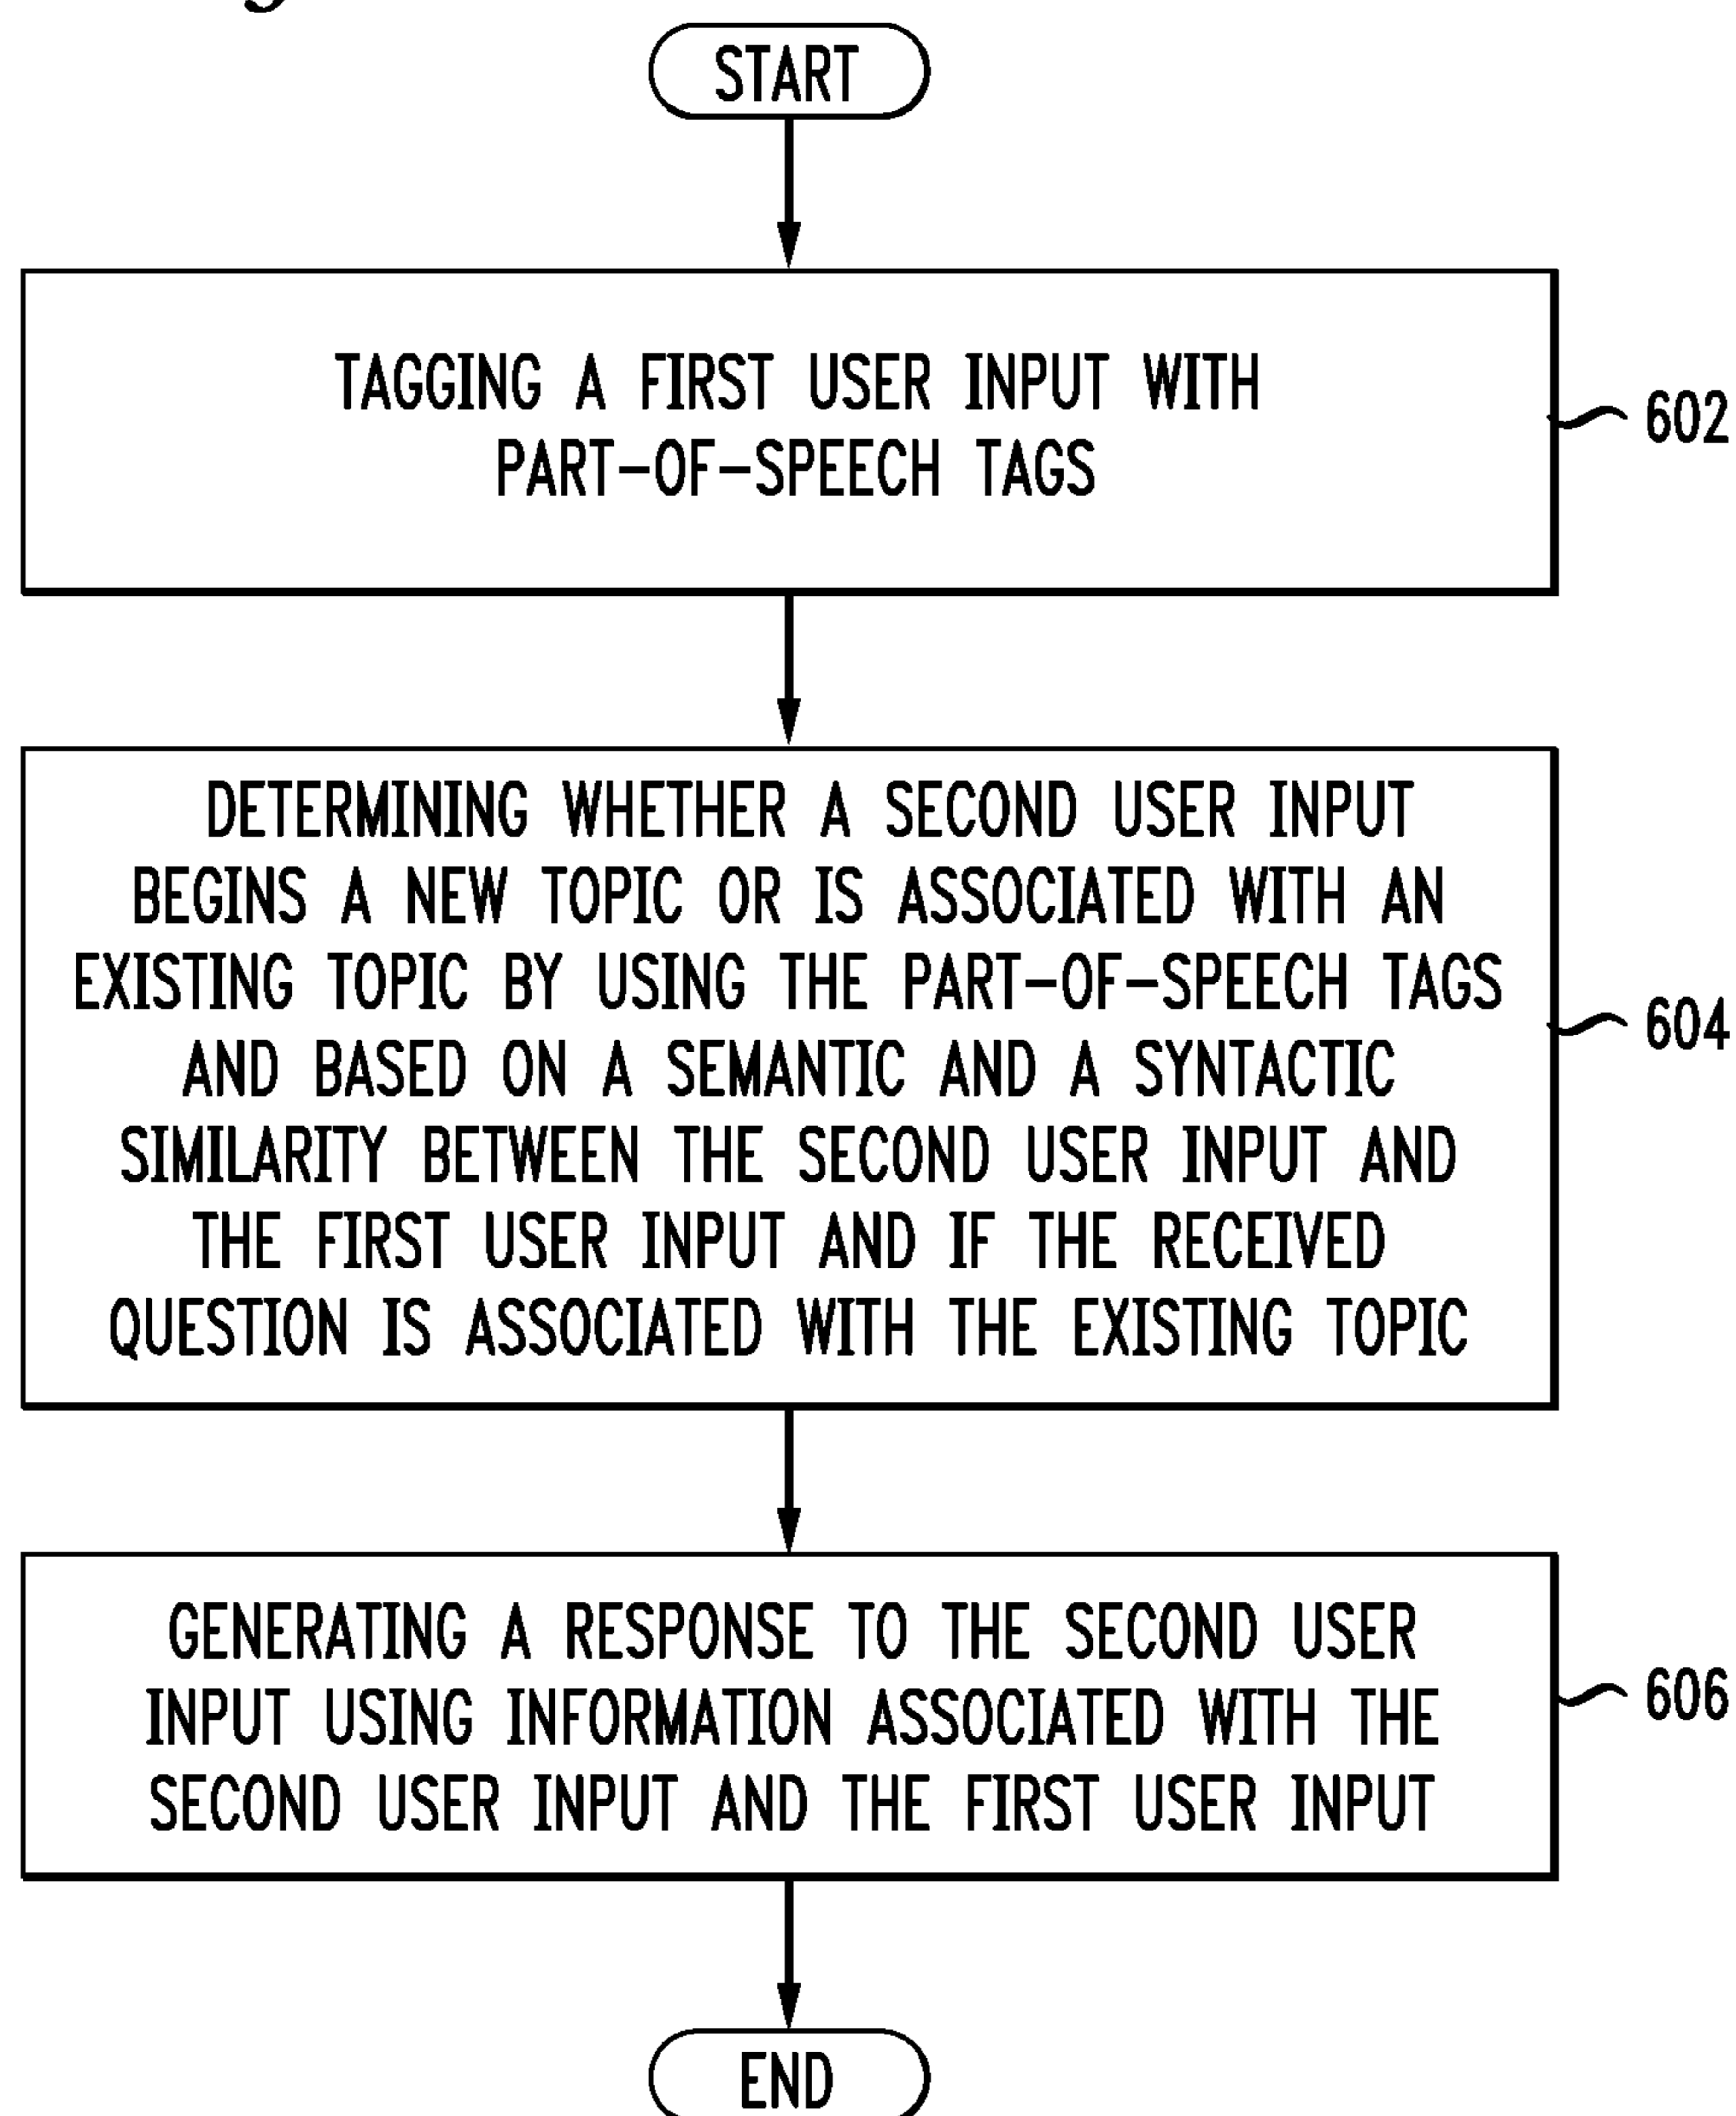 START
TAGGING A FIRST USER INPUT WITH
PART-OF-SPEECH TAGS
602
DETERMINING WHETHER A SECOND USER INPUT
BEGINS A NEW TOPIC OR IS ASSOCIATED WITH AN
EXISTING TOPIC BY USING THE PART-OF-SPEECH TAGS
AND BASED ON A SEMANTIC AND A SYNTACTIC
SIMILARITY BETWEEN THE SECOND USER INPUT AND
THE FIRST USER INPUT AND IF THE RECEIVED
QUESTION IS ASSOCIATED WITH THE EXISTING TOPIC
604
GENERATING A RESPONSE TO THE SECOND USER
INPUT USING INFORMATION ASSOCIATED WITH THE
SECOND USER INPUT AND THE FIRST USER INPUT
606
END